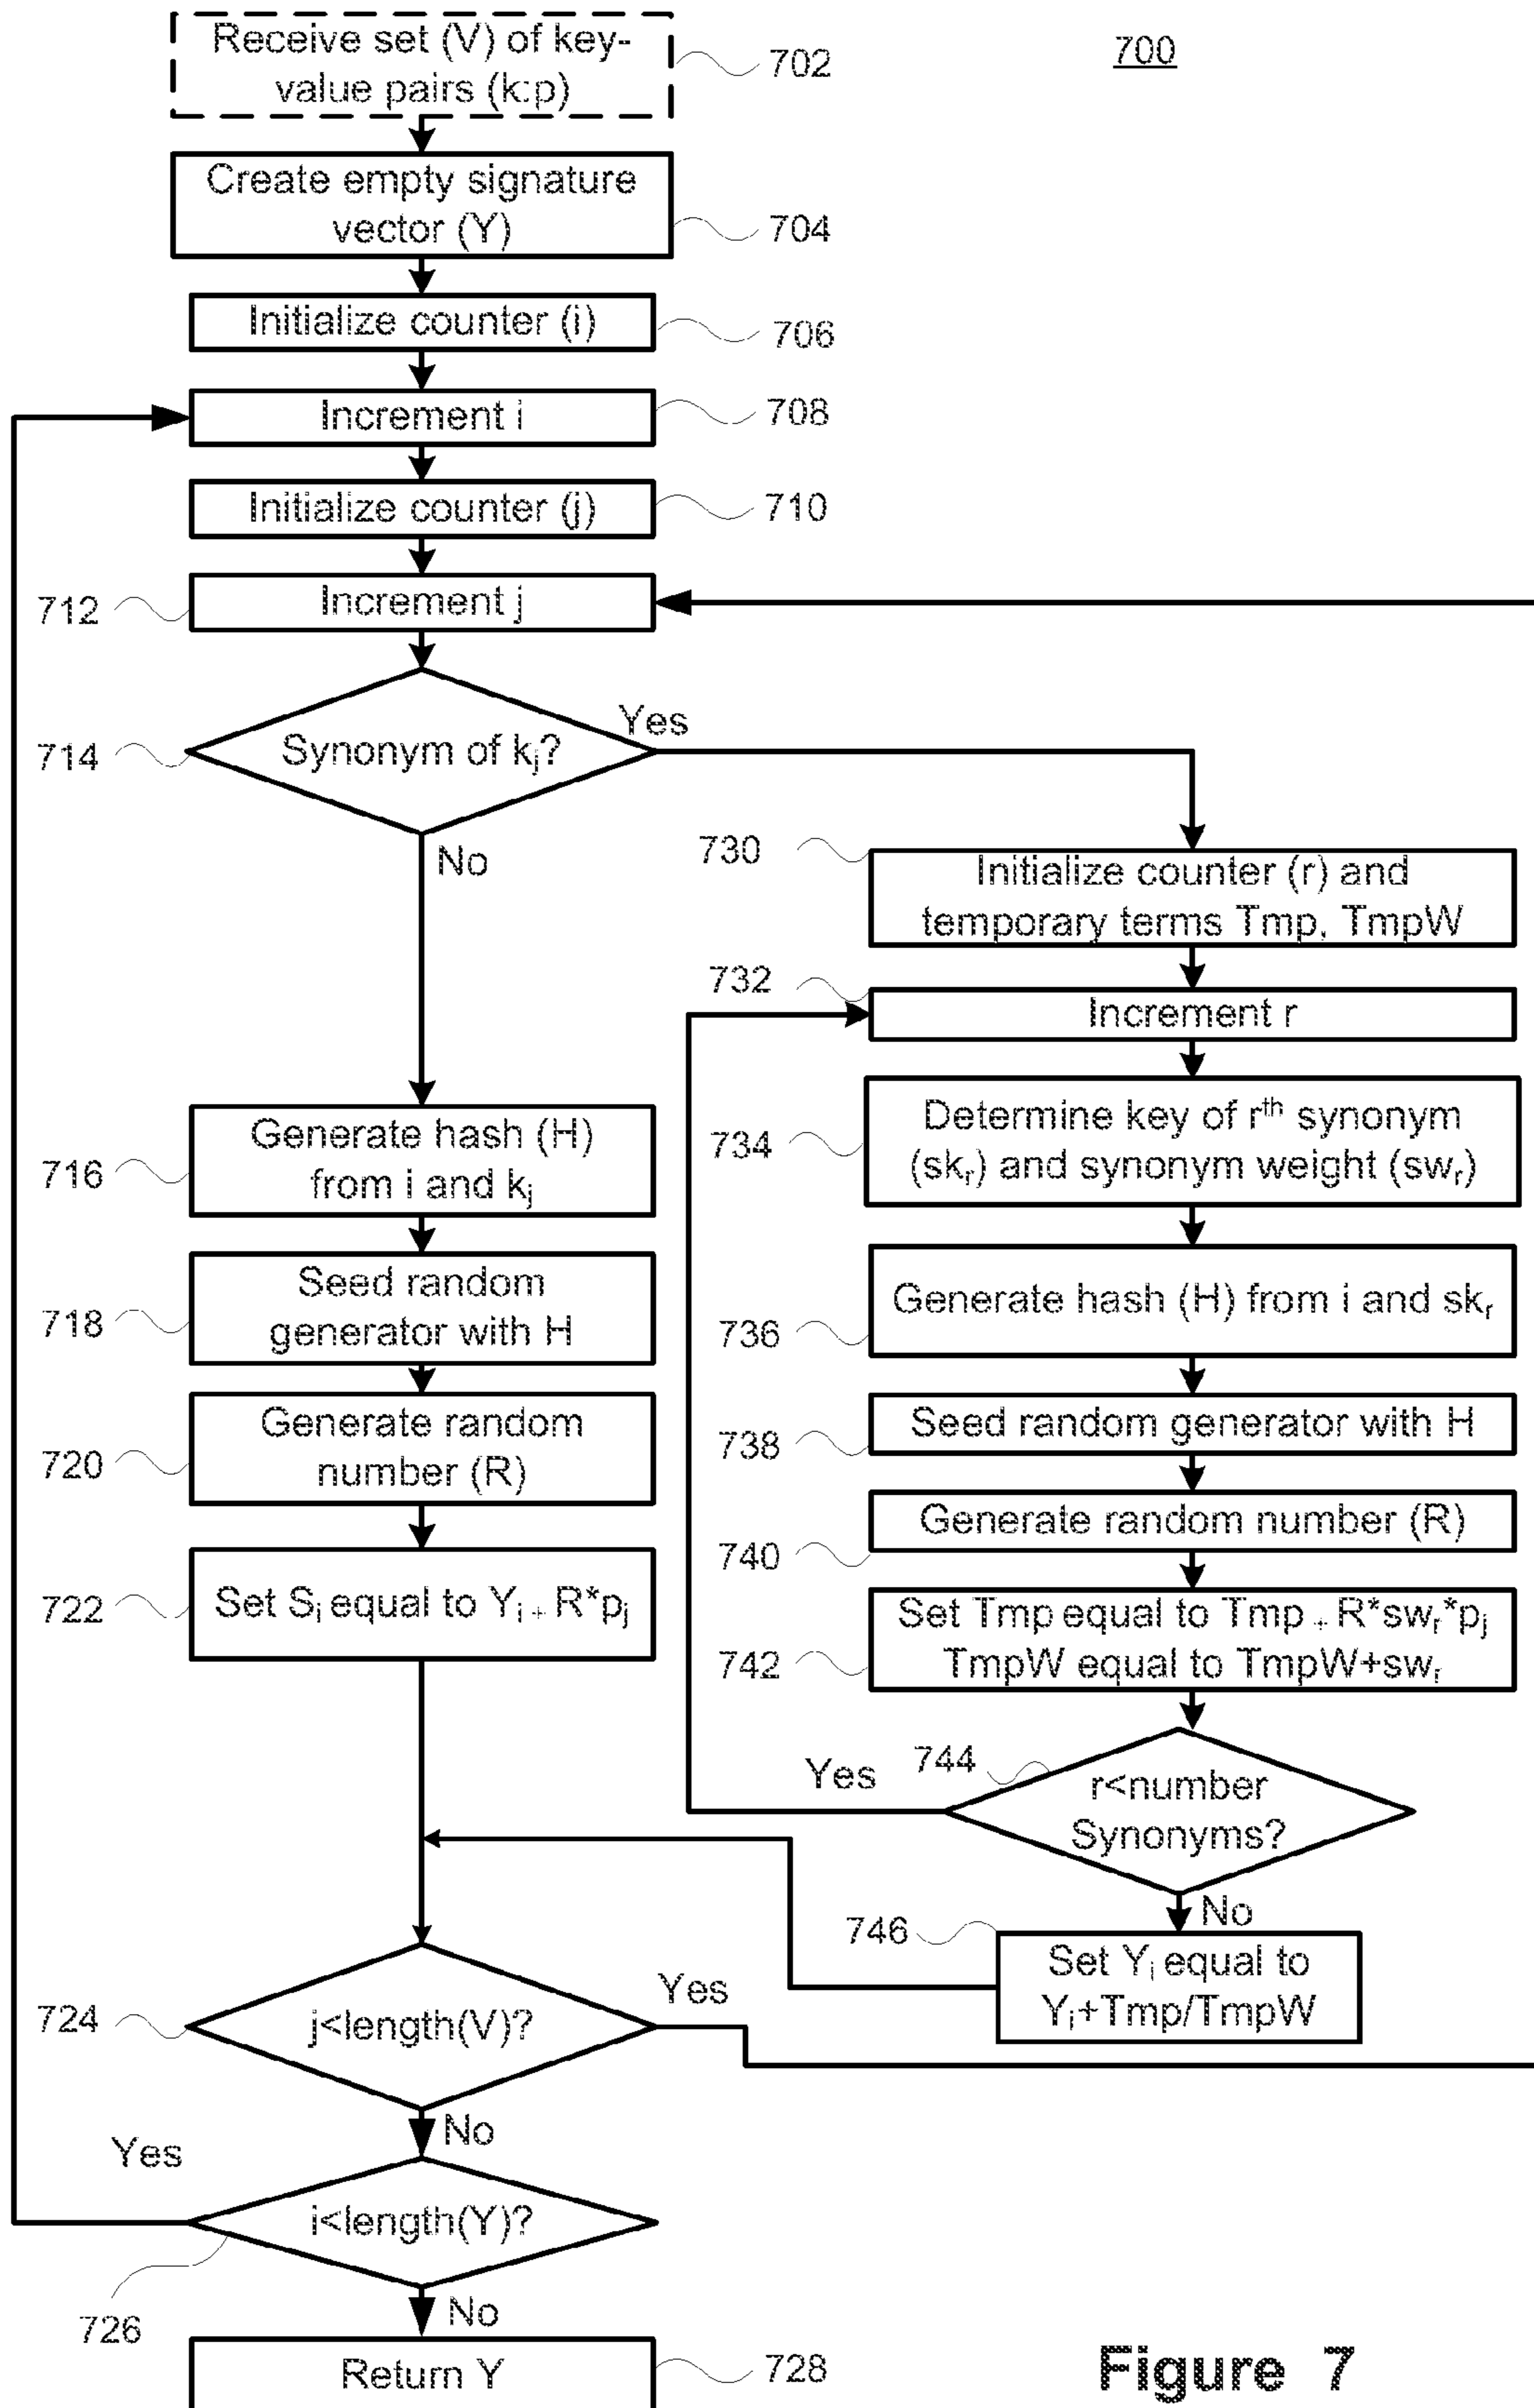 Receive set (V) of key-
value pairs (k:p)
702
700
Create empty signature
vector (Y)
704
Initialize counter (i)
706
Increment i
708
Initialize counter (j)
710
Increment j
712
Synonym of kj?
714
Yes
No
730
Initialize counter (r) and
temporary terms Tmp, TmpW
732
Increment r
734
Determine key of rth synonym
(skr) and synonym weight (swr)
716
Generate hash (H)
from i and kj
736
Generate hash (H) from i and skr
718
Seed random
generator with H
738
Seed random generator with H
720
Generate random
number (R)
740
Generate random number (R)
722
Set Si equal to Yi + R*pj
742
Set Tmp equal to Tmp + R*swr*pj
TmpW equal to TmpW+swr
744
r<number
Synonyms?
Yes
No
746
Set Yi equal to
Yi+Tmp/TmpW
724
j<length(V)?
Yes
No
Yes
i<length(Y)?
726
No
Return Y
728
Figure 7